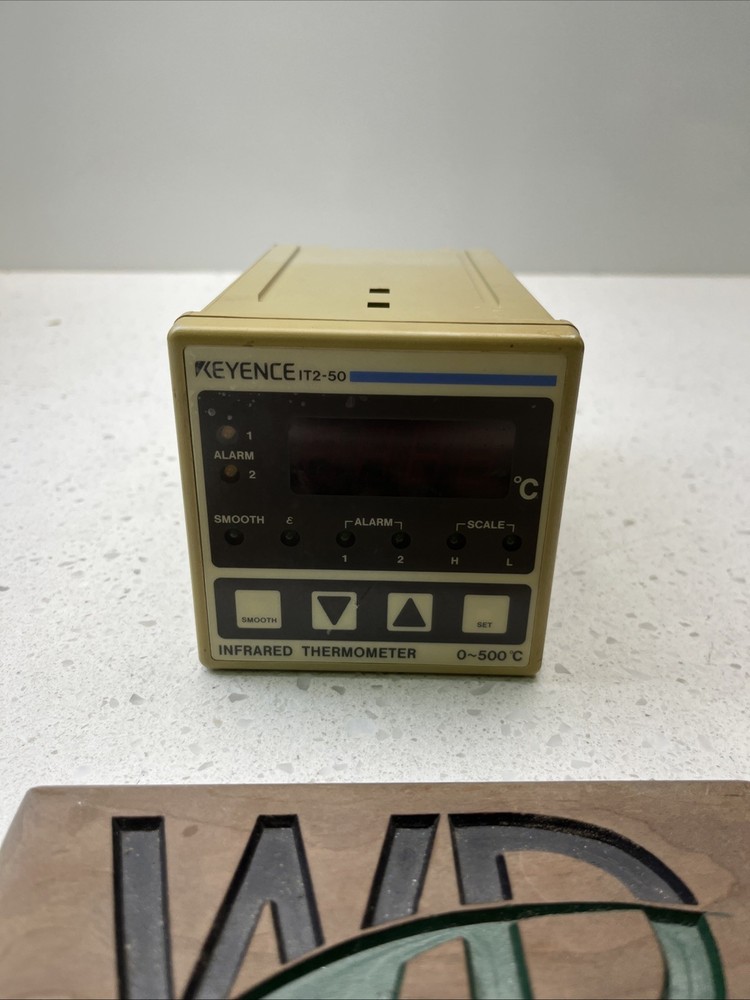 KEYENCE IT2-50
1
ALARM
2
℃
SMOOTH ε ALARM SCALE
1 2 H L
SMOOTH SET
INFRARED THERMOMETER 0~500℃
WD